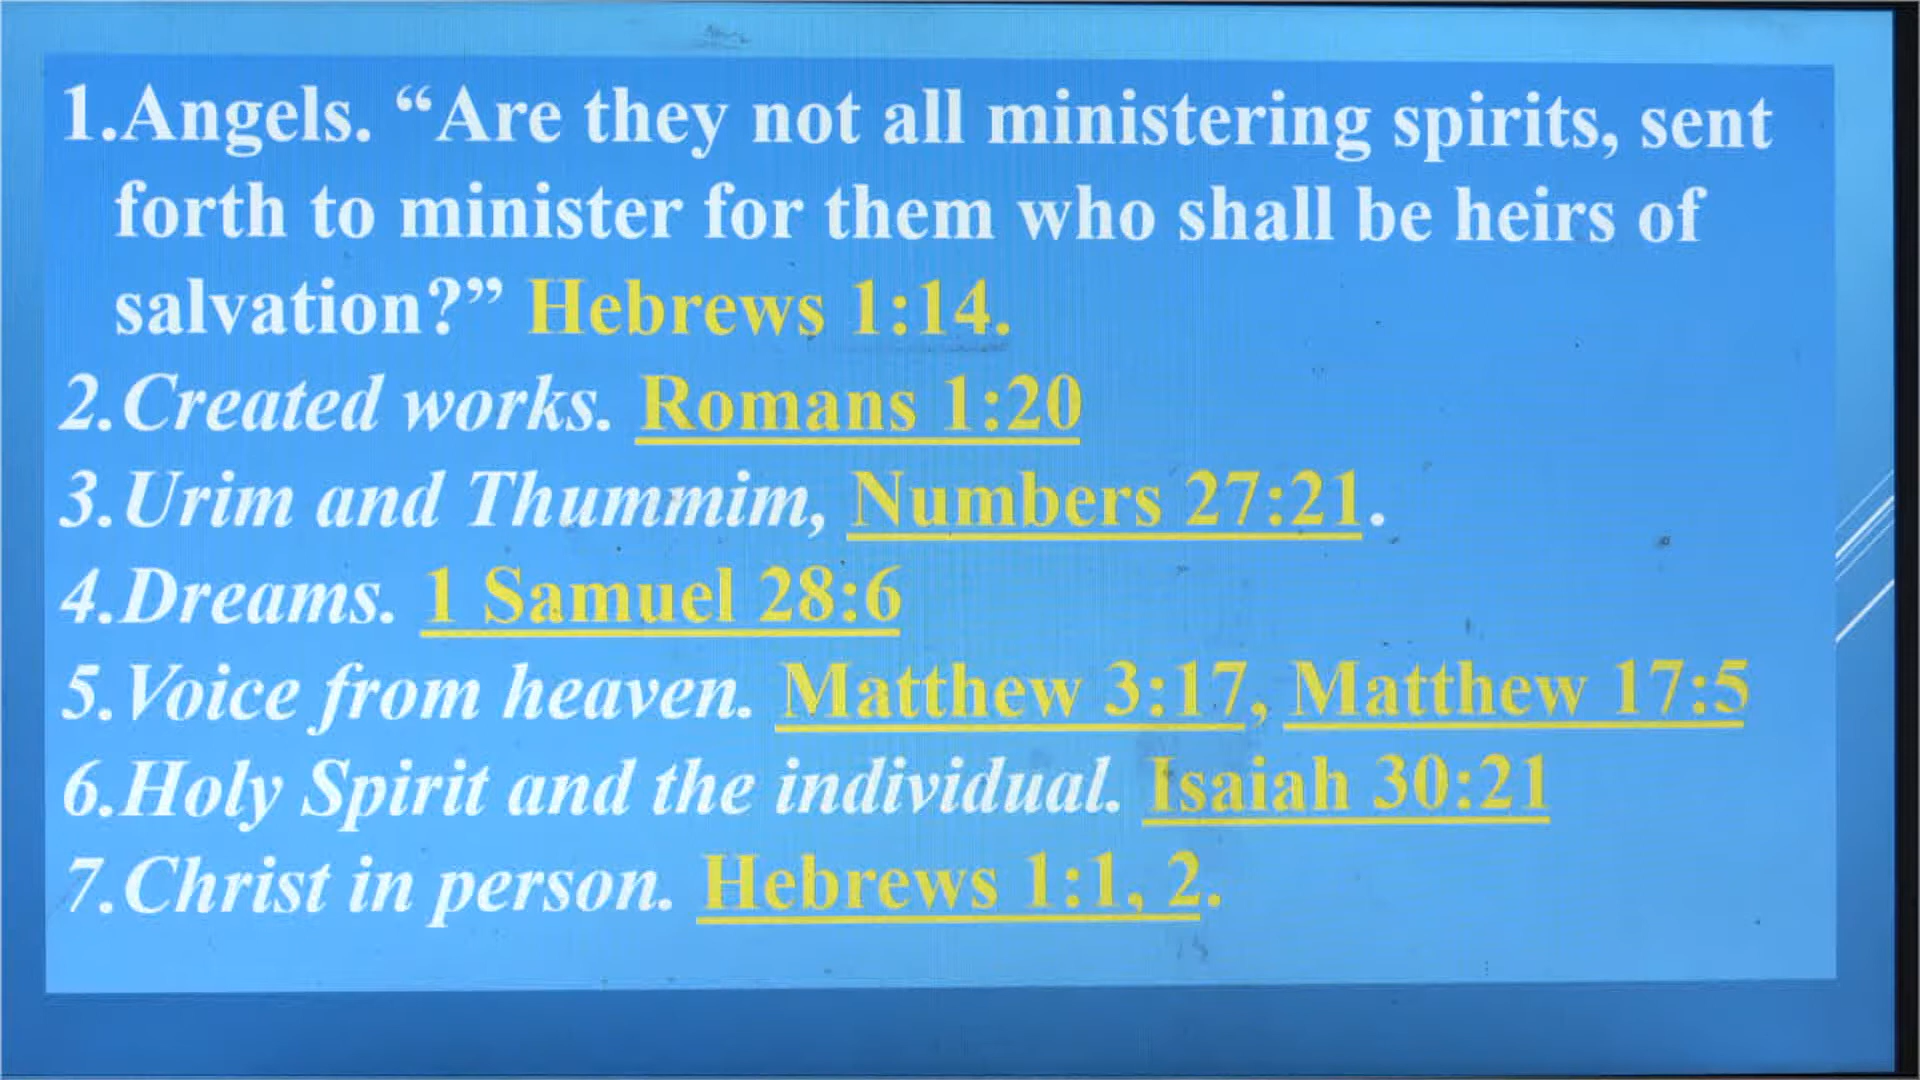 1.Angels. “Are they not all ministering spirits, sent
forth to minister for them who shall be heirs of
salvation?” Hebrews 1:14.
2.Created works. Romans 1:20
3.Urim and Thummim, Numbers 27:21.
4.Dreams. 1 Samuel 28:6
5.Voice from heaven. Matthew 3:17, Matthew 17:5
6.Holy Spirit and the individual. Isaiah 30:21
7.Christ in person. Hebrews 1:1, 2.